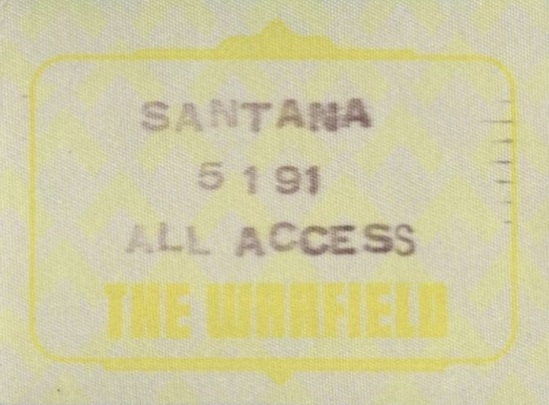 SANTANA
5 1 91
ALL ACCESS
THE WARFIELD